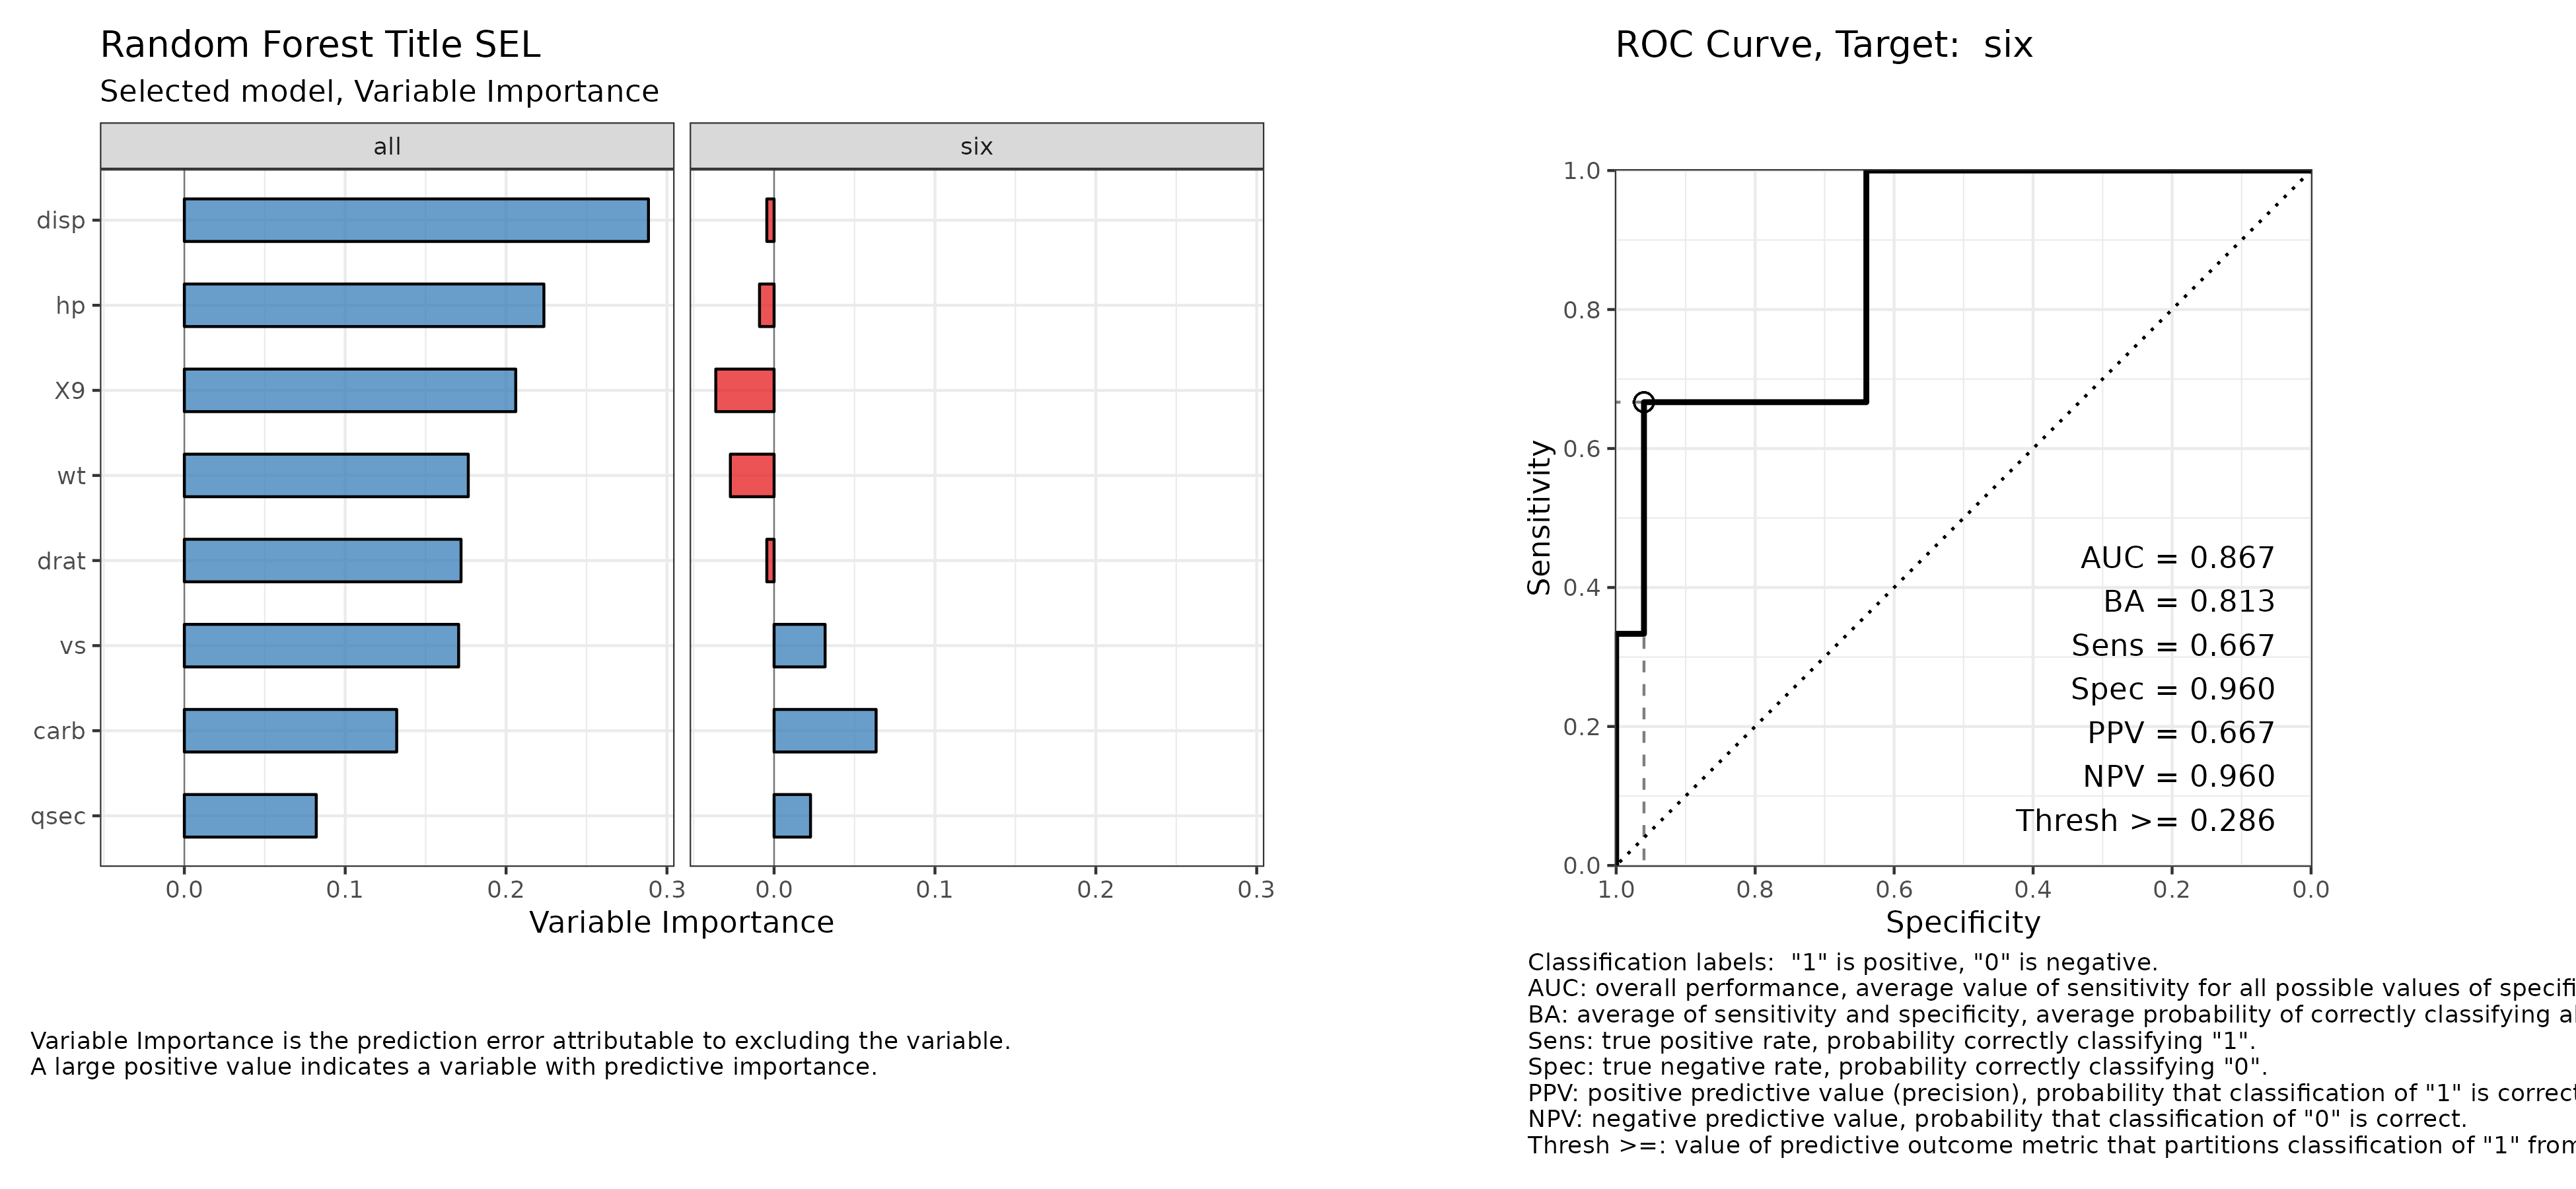 Random Forest Title SEL
Selected model, Variable Importance
all
six
disp
hp
X9
wt
drat
vs
carb
qsec
0.0 0.1 0.2 0.3
0.0 0.1 0.2 0.3
Variable Importance
Variable Importance is the prediction error attributable to excluding the variable.
A large positive value indicates a variable with predictive importance.
ROC Curve, Target:  six
1.0
0.8
0.6
0.4
0.2
0.0
Sensitivity
AUC = 0.867
BA = 0.813
Sens = 0.667
Spec = 0.960
PPV = 0.667
NPV = 0.960
Thresh >= 0.286
1.0 0.8 0.6 0.4 0.2 0.0
Specificity
Classification labels:  "1" is positive, "0" is negative.
AUC: overall performance, average value of sensitivity for all possible values of
BA: average of sensitivity and specificity, average probability of correctly classifying
Sens: true positive rate, probability correctly classifying "1".
Spec: true negative rate, probability correctly classifying "0".
PPV: positive predictive value (precision), probability that classification of "1" is correct
NPV: negative predictive value, probability that classification of "0" is correct.
Thresh >=: value of predictive outcome metric that partitions classification of "1" from